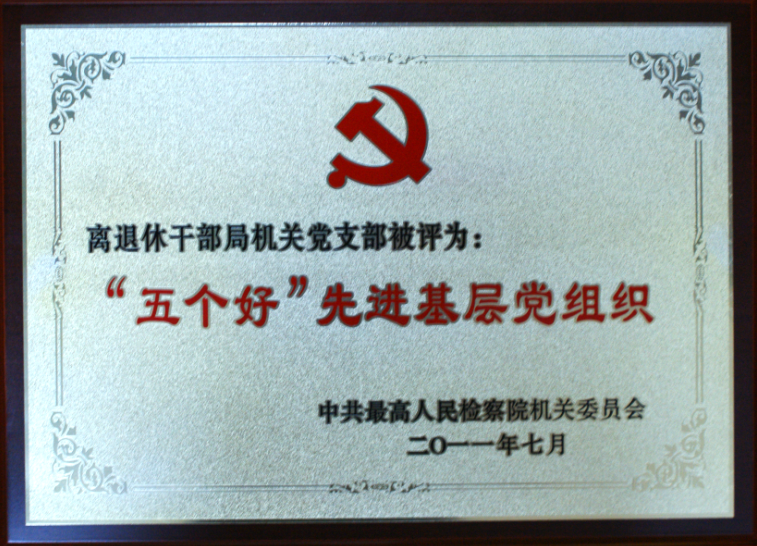 离退休干部局机关党支部被评为：
“五个好”先进基层党组织
中共最高人民检察院机关委员会
二〇一一年七月